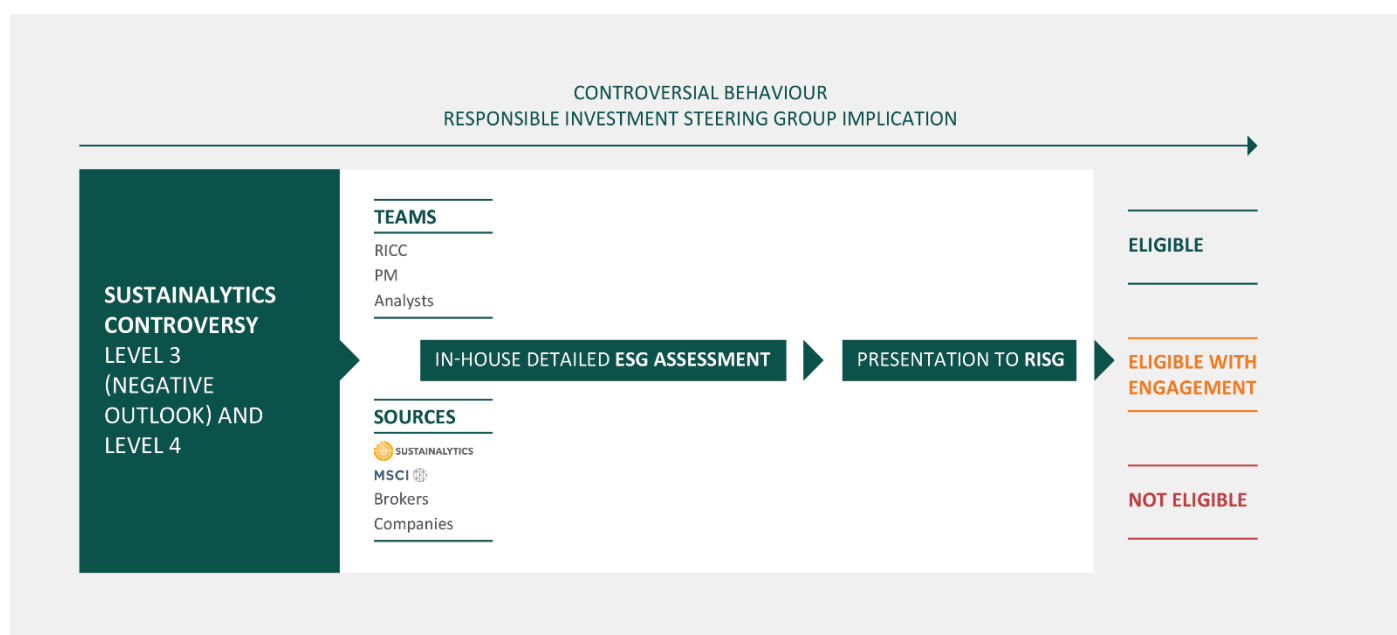 CONTROVERSIAL BEHAVIOUR
RESPONSIBLE INVESTMENT STEERING GROUP IMPLICATION
SUSTAINALYTICS
CONTROVERSY
LEVEL 3
(NEGATIVE
OUTLOOK) AND
LEVEL 4
TEAMS
RICC
PM
Analysts
IN-HOUSE DETAILED ESG ASSESSMENT
PRESENTATION TO RISG
SOURCES
SUSTAINALYTICS
MSCI
Brokers
Companies
ELIGIBLE
ELIGIBLE WITH
ENGAGEMENT
NOT ELIGIBLE